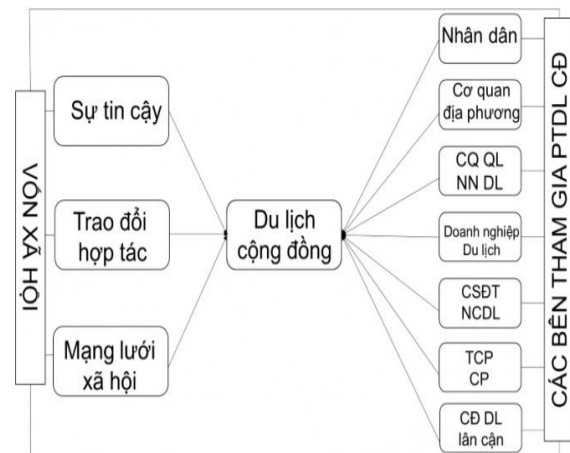 VỐN XÃ HỘI
Sự tin cậy
Trao đổi
hợp tác
Mạng lưới
xã hội
Du lịch
cộng đồng
Nhân dân
Cơ quan
địa phương
CQ QL
NN DL
Doanh nghiệp
Du lịch
CSĐT
NCDL
TCP
CP
CĐ DL
lân cận
CÁC BÊN THAM GIA PTDL CĐ